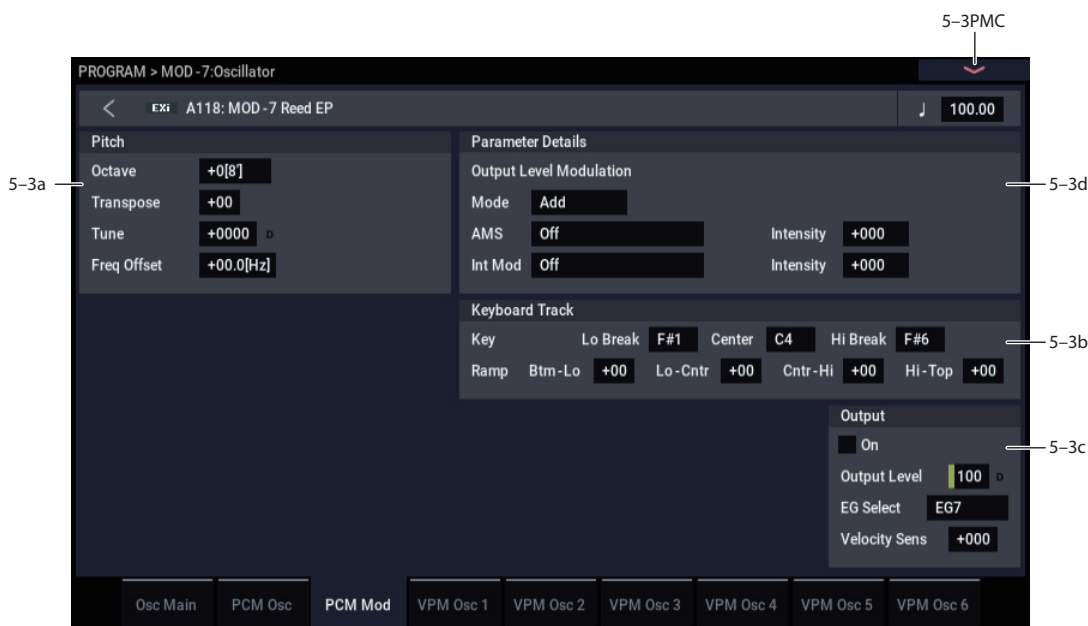 5–3PMC
PROGRAM > MOD-7:Oscillator
EXi A118: MOD-7 Reed EP
♩ 100.00
Pitch
Octave +0[8']
Transpose +00
Tune +0000 D
Freq Offset +00.0[Hz]
5–3a
Parameter Details
Output Level Modulation
Mode Add
AMS Off Intensity +000
Int Mod Off Intensity +000
5–3d
Keyboard Track
Key Lo Break F#1 Center C4 Hi Break F#6
Ramp Btm-Lo +00 Lo-Cntr +00 Cntr-Hi +00 Hi-Top +00
5–3b
Output
On
Output Level 100 D
EG Select EG7
Velocity Sens +000
5–3c
Osc Main PCM Osc PCM Mod VPM Osc 1 VPM Osc 2 VPM Osc 3 VPM Osc 4 VPM Osc 5 VPM Osc 6